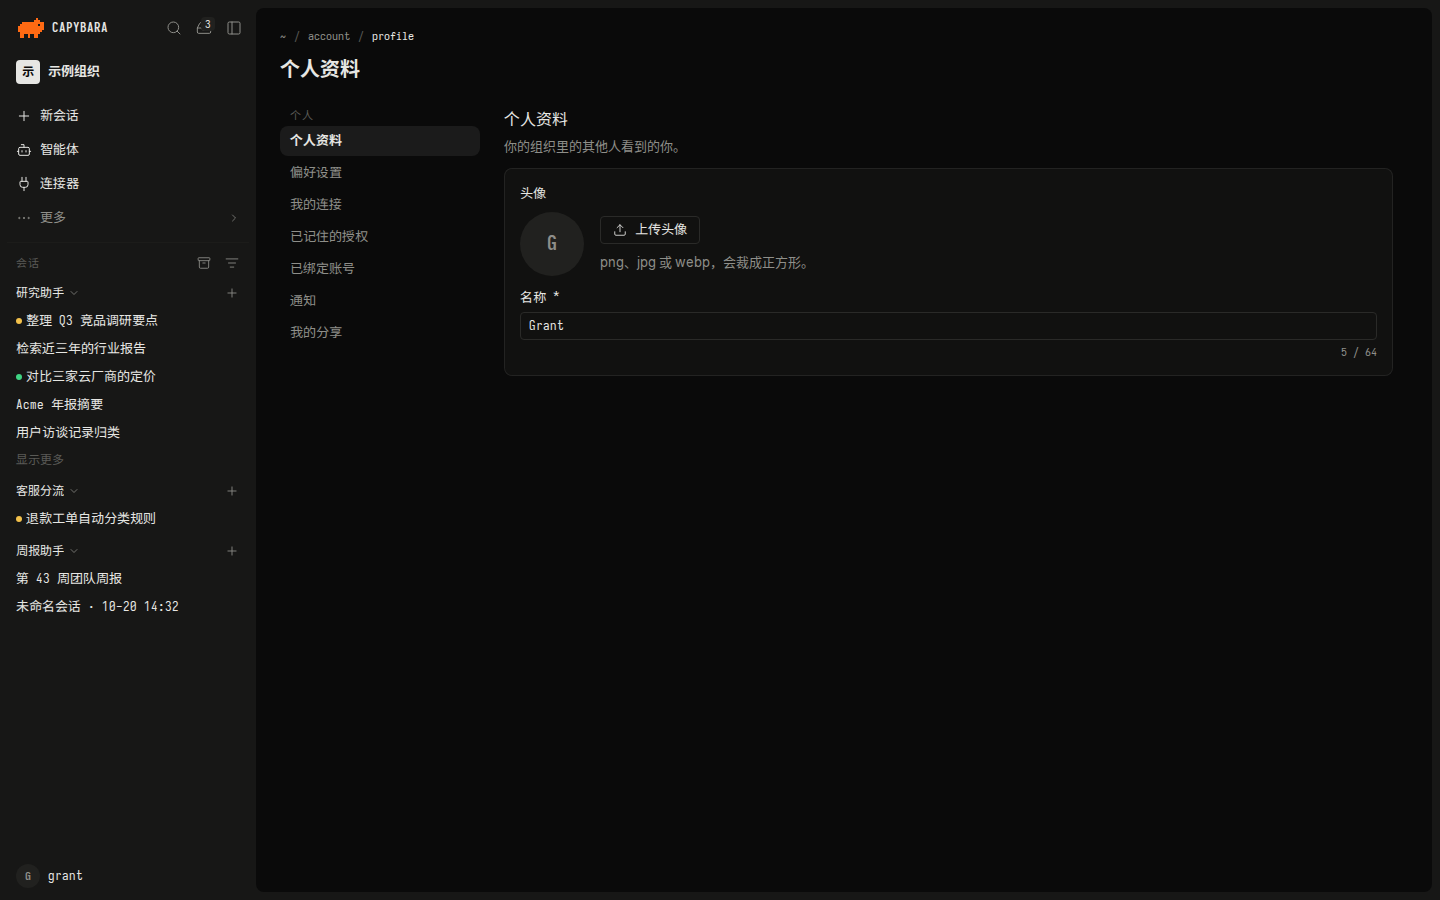 CAPYBARA
3
示 示例组织
新会话
智能体
连接器
更多
会话
研究助手
整理 Q3 竞品调研要点
检索近三年的行业报告
对比三家云厂商的定价
Acme 年报摘要
用户访谈记录归类
显示更多
客服分流
退款工单自动分类规则
周报助手
第 43 周团队周报
未命名会话 · 10-20 14:32
G grant
~ / account / profile
个人资料
个人
个人资料
偏好设置
我的连接
已记住的授权
已绑定账号
通知
我的分享
个人资料
你的组织里的其他人看到的你。
头像
G
上传头像
png、jpg 或 webp，会裁成正方形。
名称 *
Grant
5 / 64